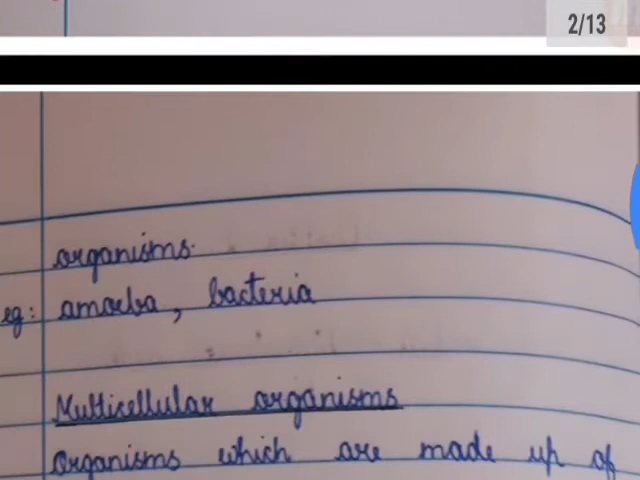 2/13
organisms.
eg: amoeba, bacteria
Multicellular organisms
organisms which are made up of